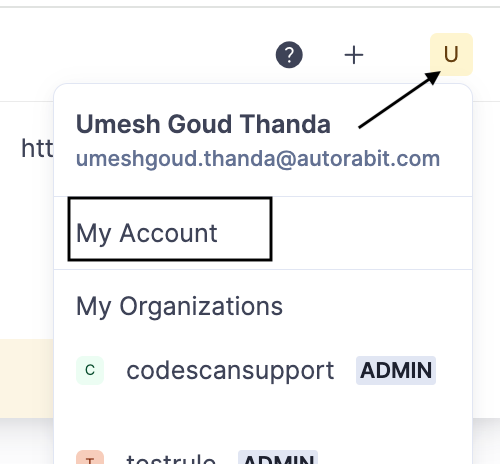 ? + U
Umesh Goud Thanda
umeshgoud.thanda@autorabit.com
htt
My Account
My Organizations
C codescansupport ADMIN
T testrule ADMIN